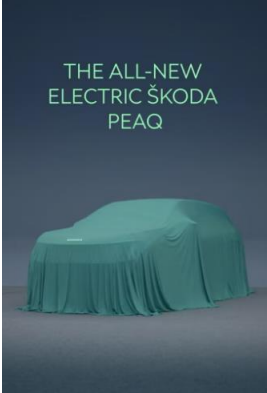 THE ALL-NEW
ELECTRIC ŠKODA
PEAQ